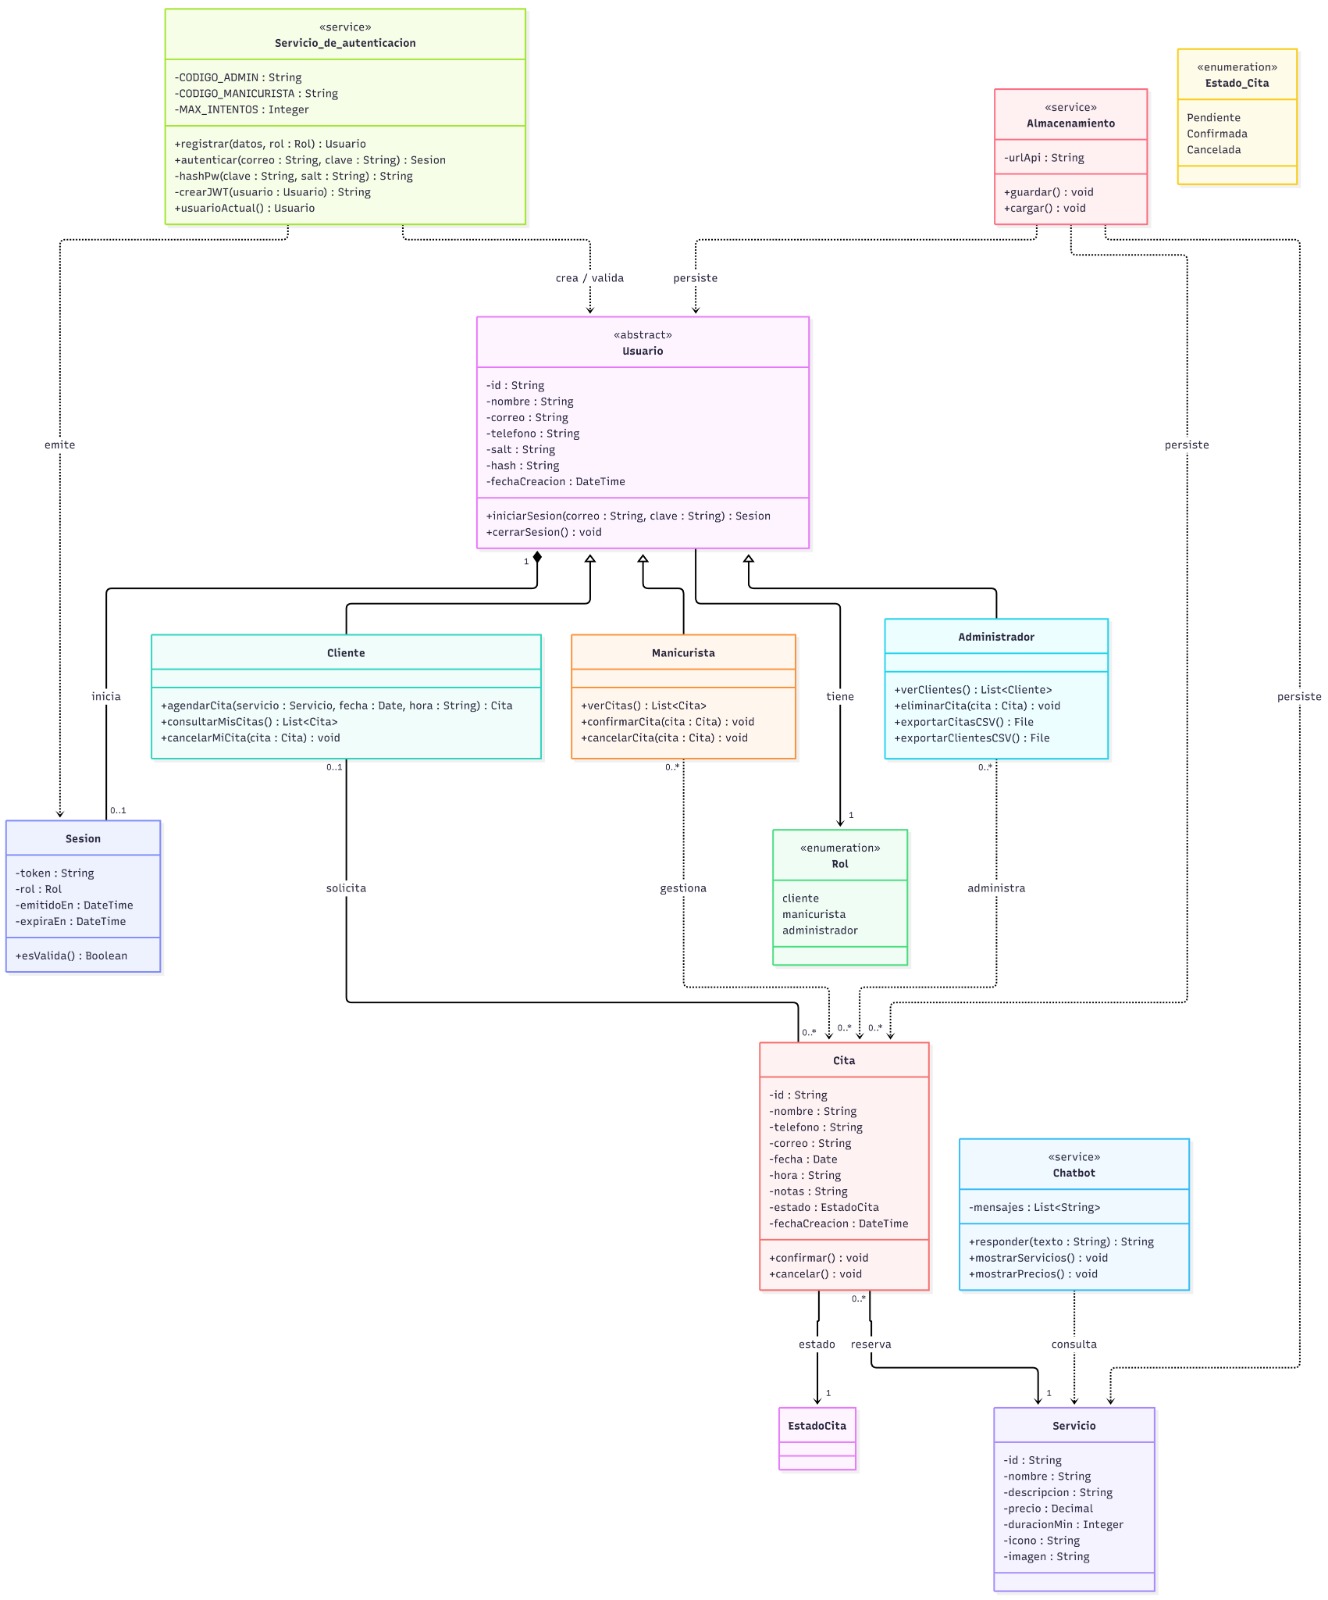 «service»
Servicio_de_autenticacion
-CODIGO_ADMIN : String
-CODIGO_MANICURISTA : String
-MAX_INTENTOS : Integer
+registrar(datos, rol : Rol) : Usuario
+autenticar(correo : String, clave : String) : Sesion
-hashPw(clave : String, salt : String) : String
-crearJWT(usuario : Usuario) : String
+usuarioActual() : Usuario
«enumeration»
Estado_Cita
Pendiente
Confirmada
Cancelada
«service»
Almacenamiento
-urlApi : String
+guardar() : void
+cargar() : void
crea / valida
persiste
«abstract»
Usuario
-id : String
-nombre : String
-correo : String
-telefono : String
-salt : String
-hash : String
-fechaCreacion : DateTime
+iniciarSesion(correo : String, clave : String) : Sesion
+cerrarSesion() : void
emite
persiste
1
Cliente
+agendarCita(servicio : Servicio, fecha : Date, hora : String) : Cita
+consultarMisCitas() : List<Cita>
+cancelarMiCita(cita : Cita) : void
Manicurista
+verCitas() : List<Cita>
+confirmarCita(cita : Cita) : void
+cancelarCita(cita : Cita) : void
Administrador
+verClientes() : List<Cliente>
+eliminarCita(cita : Cita) : void
+exportarCitasCSV() : File
+exportarClientesCSV() : File
inicia
tiene
persiste
0..1
0..*
0..*
0..1
1
Sesion
-token : String
-rol : Rol
-emitidoEn : DateTime
-expiraEn : DateTime
+esValida() : Boolean
«enumeration»
Rol
cliente
manicurista
administrador
solicita
gestiona
administra
0..*
0..*
0..*
Cita
-id : String
-nombre : String
-telefono : String
-correo : String
-fecha : Date
-hora : String
-notas : String
-estado : EstadoCita
-fechaCreacion : DateTime
+confirmar() : void
+cancelar() : void
«service»
Chatbot
-mensajes : List<String>
+responder(texto : String) : String
+mostrarServicios() : void
+mostrarPrecios() : void
0..*
estado
reserva
consulta
1
1
EstadoCita
Servicio
-id : String
-nombre : String
-descripcion : String
-precio : Decimal
-duracionMin : Integer
-icono : String
-imagen : String